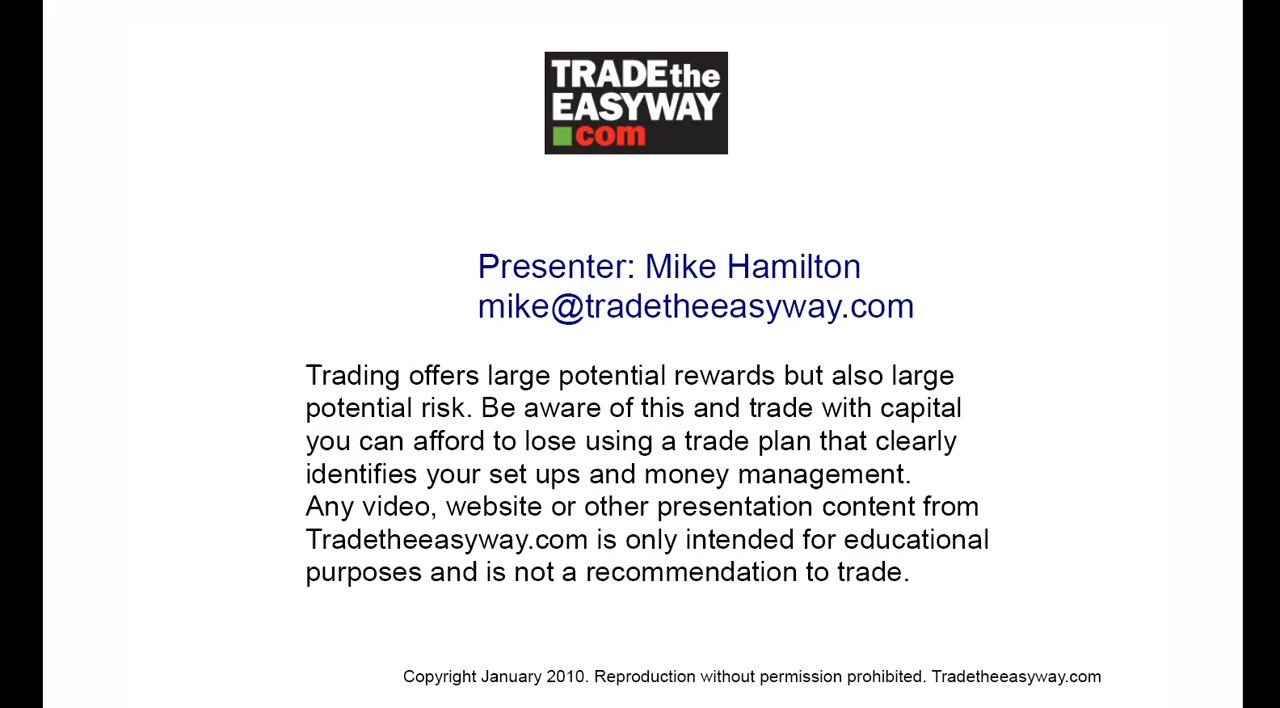 TRADEthe
EASYWAY
com
Presenter: Mike Hamilton
mike@tradetheeasyway.com
Trading offers large potential rewards but also large
potential risk. Be aware of this and trade with capital
you can afford to lose using a trade plan that clearly
identifies your set ups and money management.
Any video, website or other presentation content from
Tradetheeasyway.com is only intended for educational
purposes and is not a recommendation to trade.
Copyright January 2010. Reproduction without permission prohibited. Tradetheeasyway.com